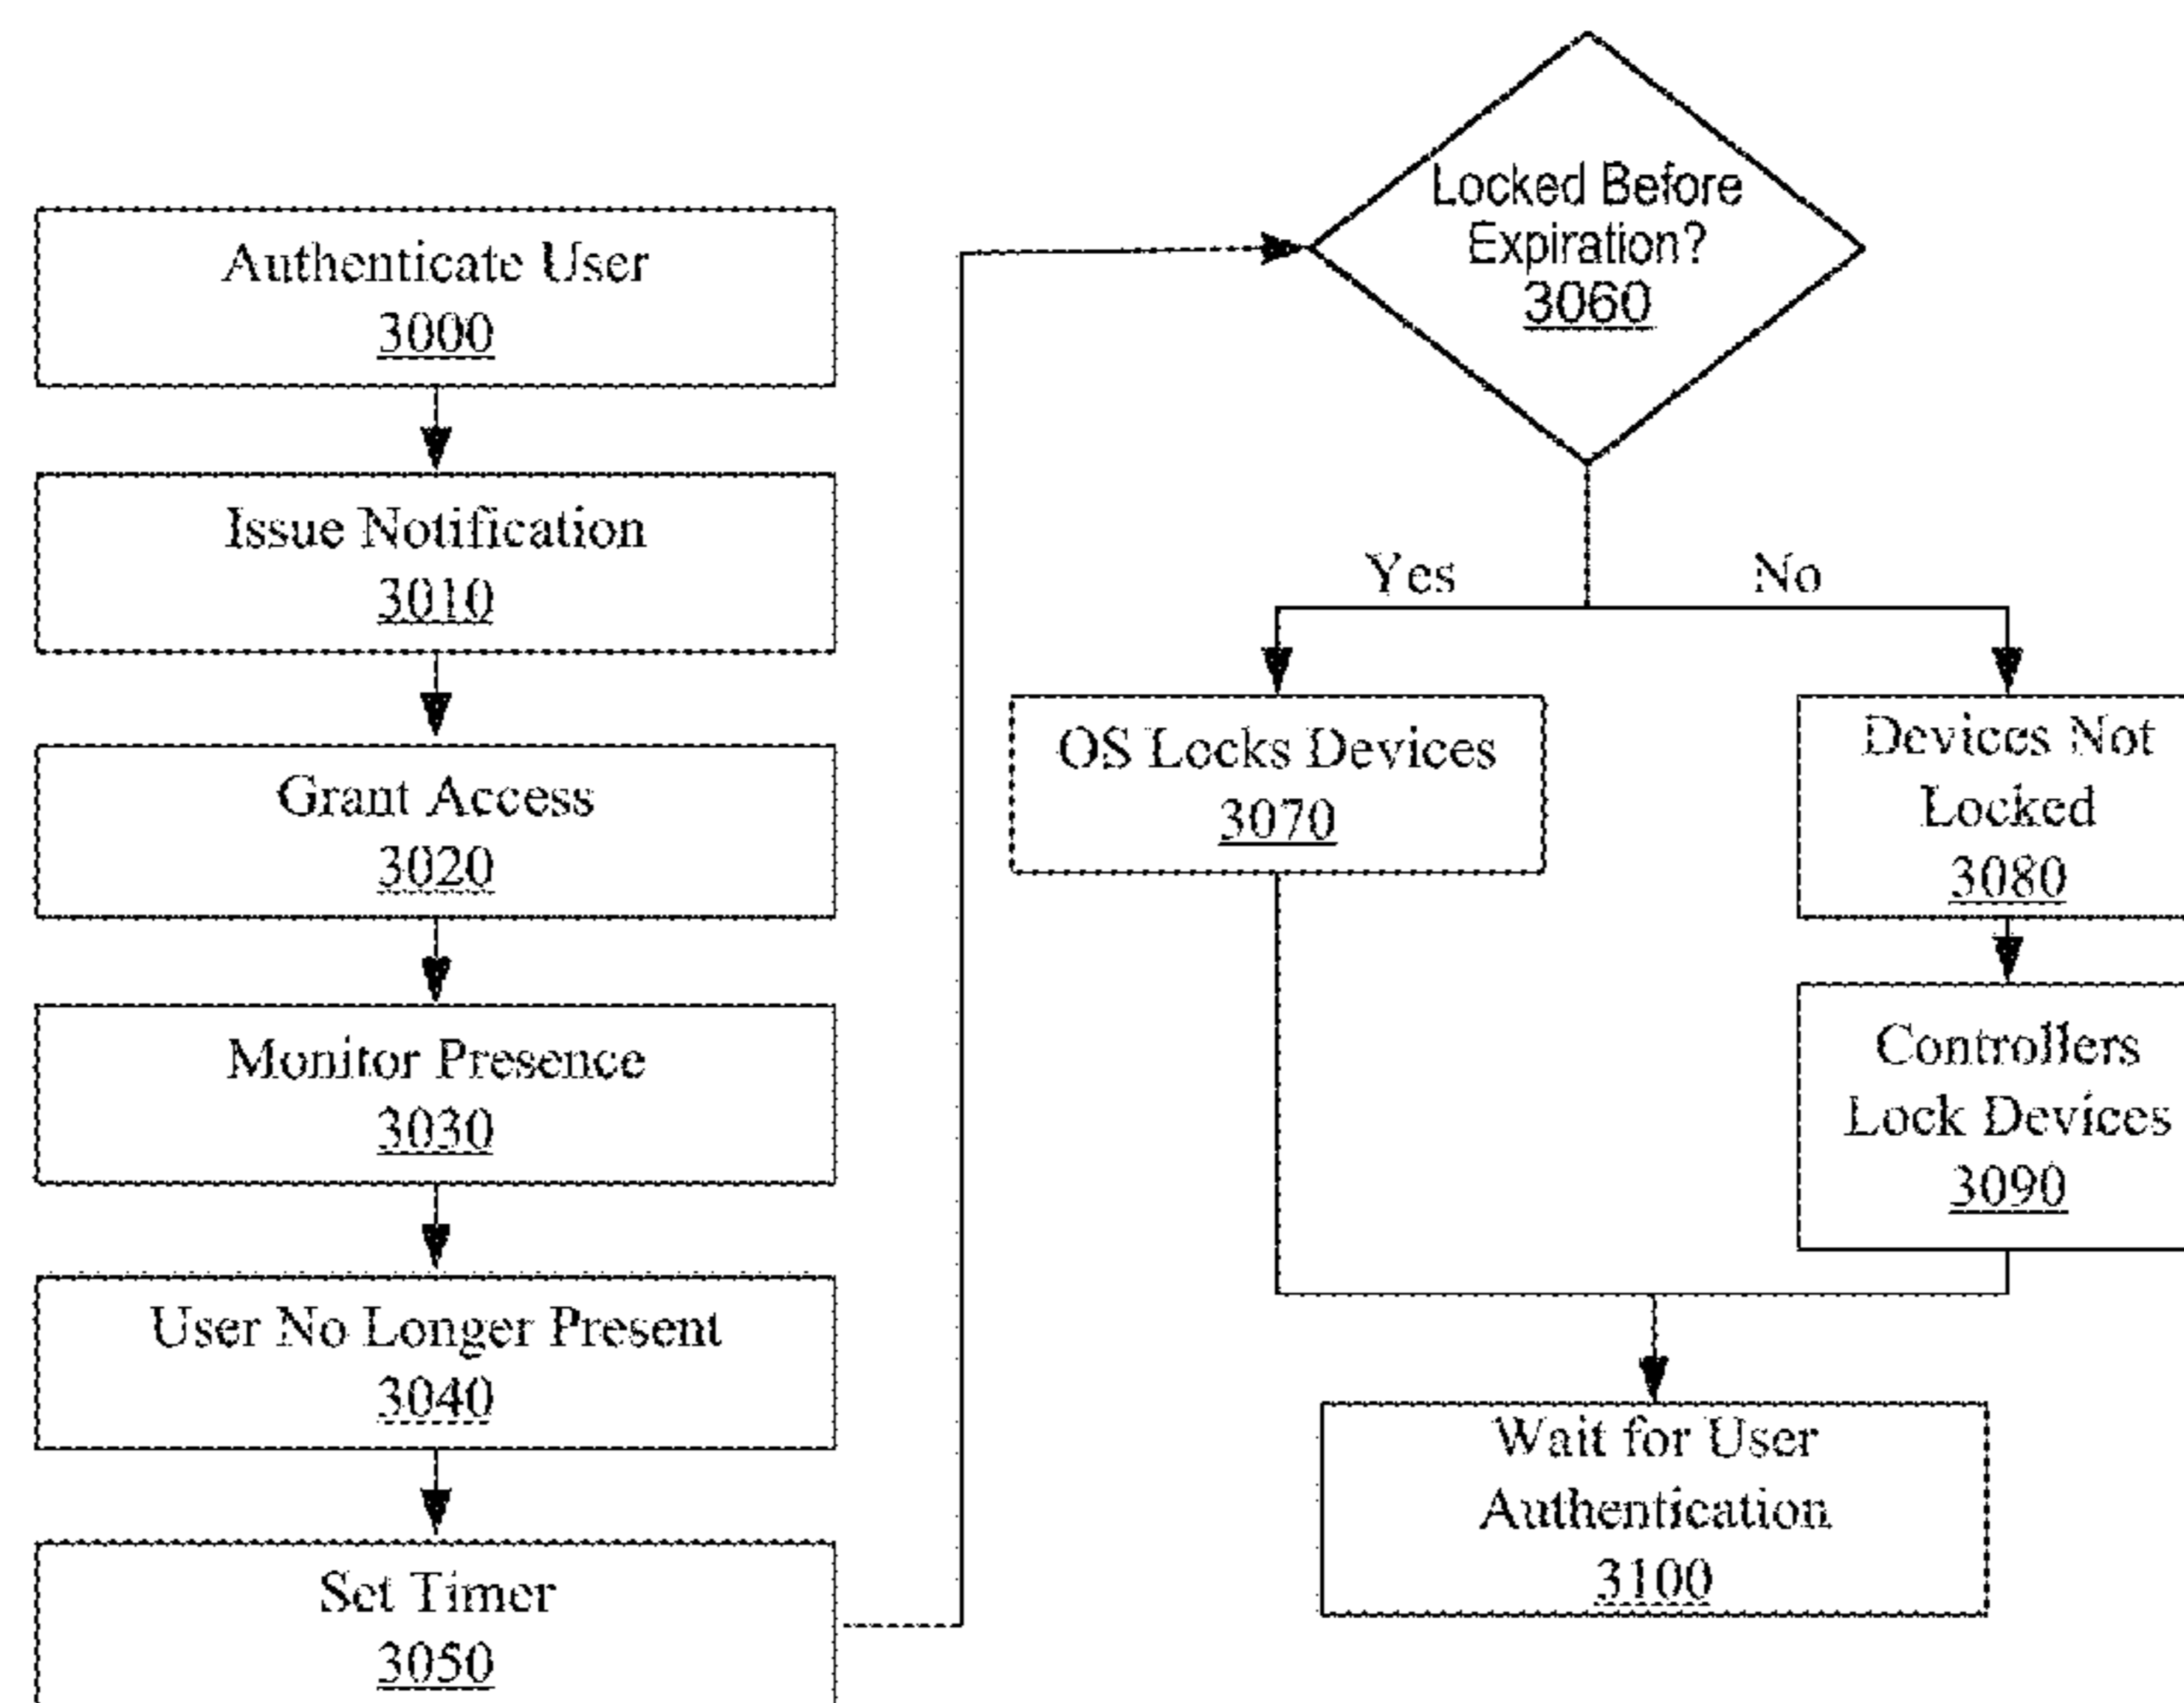 Authenticate User
3000
Issue Notification
3010
Grant Access
3020
Monitor Presence
3030
User No Longer Present
3040
Set Timer
3050
Locked Before
Expiration?
3060
Yes
No
OS Locks Devices
3070
Devices Not
Locked
3080
Controllers
Lock Devices
3090
Wait for User
Authentication
3100